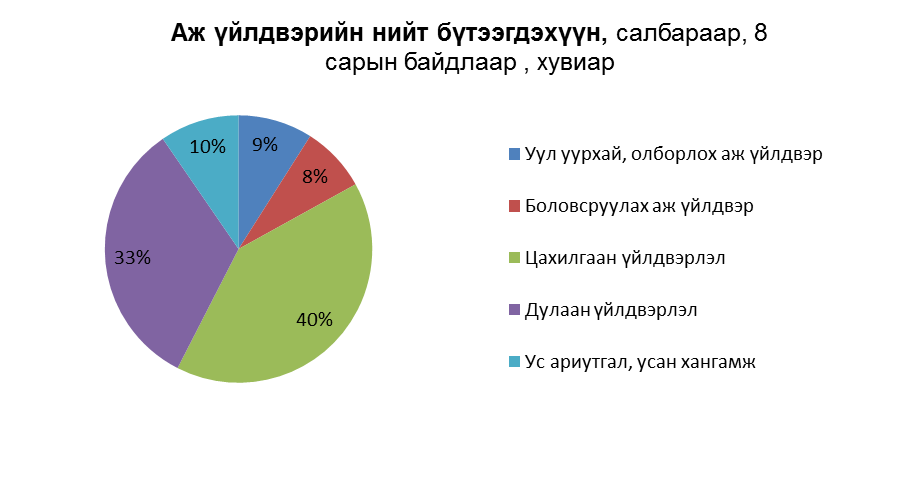 Аж үйлдвэрийн нийт бүтээгдэхүүн, салбараар, 8
сарын байдлаар , хувиар
9%
10%
8%
33%
40%
Уул уурхай, олборлох аж үйлдвэр
Боловсруулах аж үйлдвэр
Цахилгаан үйлдвэрлэл
Дулаан үйлдвэрлэл
Ус ариутгал, усан хангамж